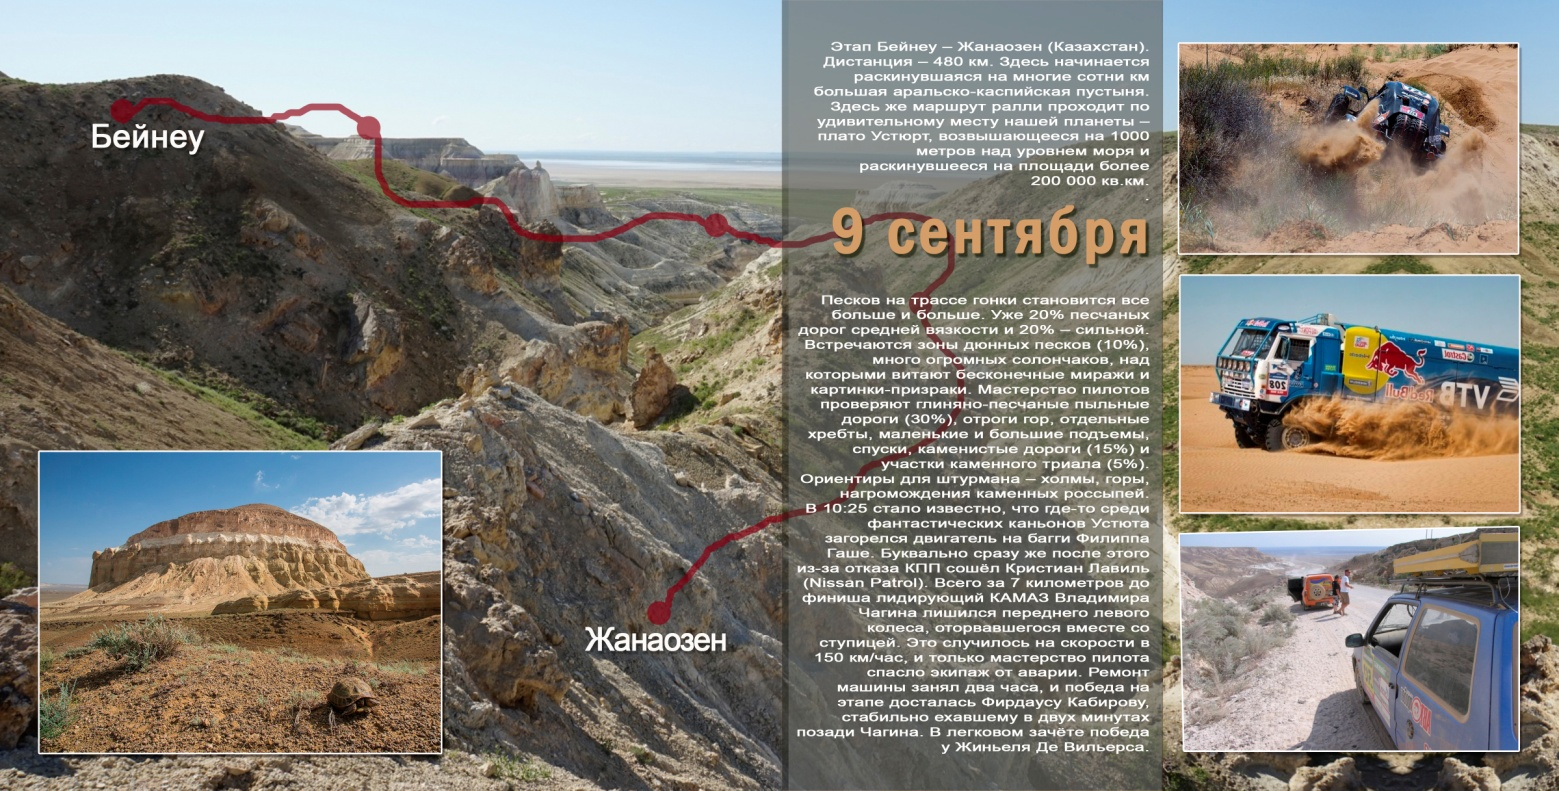 Бейнеу
Жанаозен
Этап Бейнеу – Жанаозен (Казахстан).
Дистанция – 480 км. Здесь начинается
раскинувшаяся на многие сотни км
большая аральско-каспийская пустыня.
Здесь же маршрут ралли проходит по
удивительному месту нашей планеты –
плато Устюрт, возвышающееся на 1000
метров над уровнем моря и
раскинувшееся на площади более
200 000 кв.км.
.
9 сентября
Песков на трассе гонки становится все
больше и больше. Уже 20% песчаных
дорог средней вязкости и 20% – сильной.
Встречаются зоны дюнных песков (10%),
много огромных солончаков, над
которыми витают бесконечные миражи и
картинки-призраки. Мастерство пилотов
проверяют глиняно-песчаные пыльные
дороги (30%), отроги гор, отдельные
хребты, маленькие и большие подъемы,
спуски, каменистые дороги (15%) и
участки каменного триала (5%).
Ориентиры для штурмана – холмы, горы,
нагромождения каменных россыпей.
В 10:25 стало известно, что где-то среди
фантастических каньонов Устюта
загорелся двигатель на багги Филиппа
Гаше. Буквально сразу же после этого
из-за отказа КПП сошёл Кристиан Лавиль
(Nissan Patrol). Всего за 7 километров до
финиша лидирующий КАМАЗ Владимира
Чагина лишился переднего левого
колеса, оторвавшегося вместе со
ступицей. Это случилось на скорости в
150 км/час, и только мастерство пилота
спасло экипаж от аварии. Ремонт
машины занял два часа, и победа на
этапе досталась Фирдаусу Кабирову,
стабильно ехавшему в двух минутах
позади Чагина. В легковом зачёте победа
у Жиньеля Де Вильерса.
Castrol
Red Bull
VTB
208